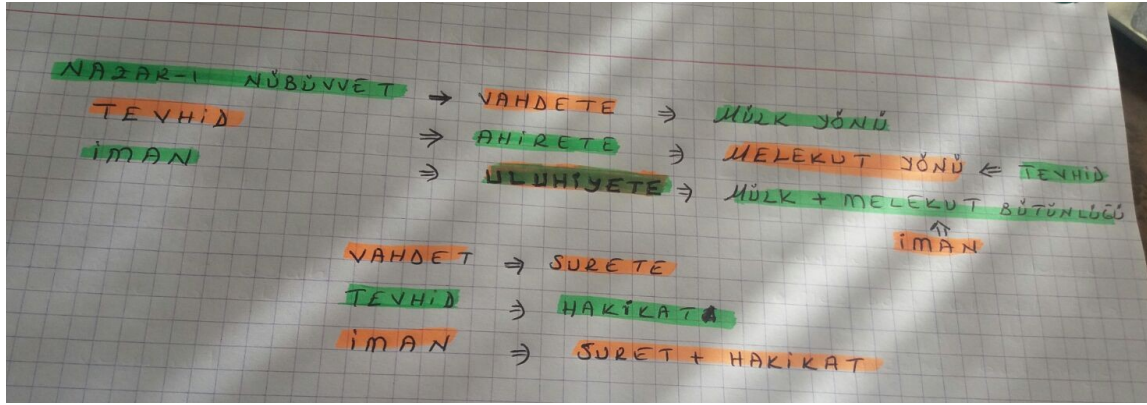 NAZAR-I NÜBÜVVET → VAHDETE ⇒ MÜLK YÖNÜ
TEVHİD ⇒ AHİRETE ⇒ MELEKUT YÖNÜ ⇐ TEVHİD
İMAN ⇒ ULUHİYETE ⇒ MÜLK + MELEKUT BÜTÜNLÜĞÜ
⇑
İMAN
VAHDET ⇒ SURETE
TEVHİD ⇒ HAKİKATA
İMAN ⇒ SURET + HAKİKAT